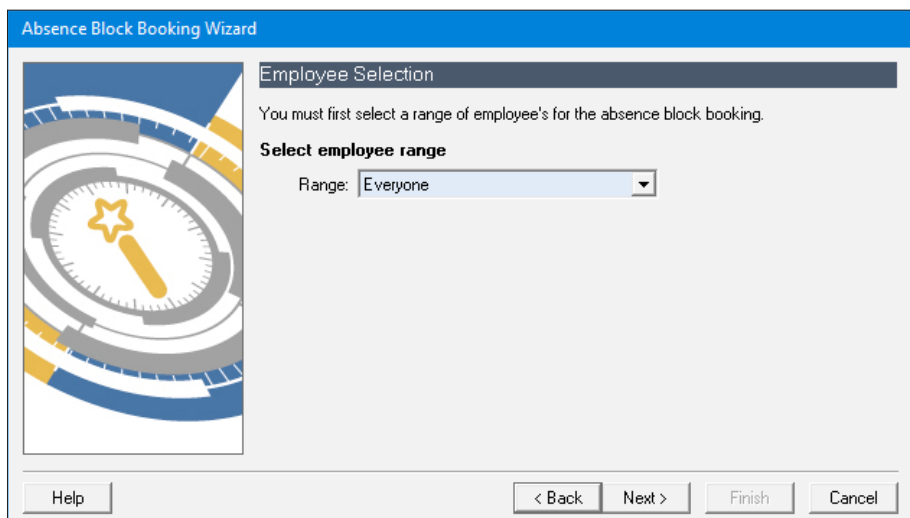 Absence Block Booking Wizard
Employee Selection
You must first select a range of employee's for the absence block booking.
Select employee range
Range: Everyone
Help < Back Next > Finish Cancel